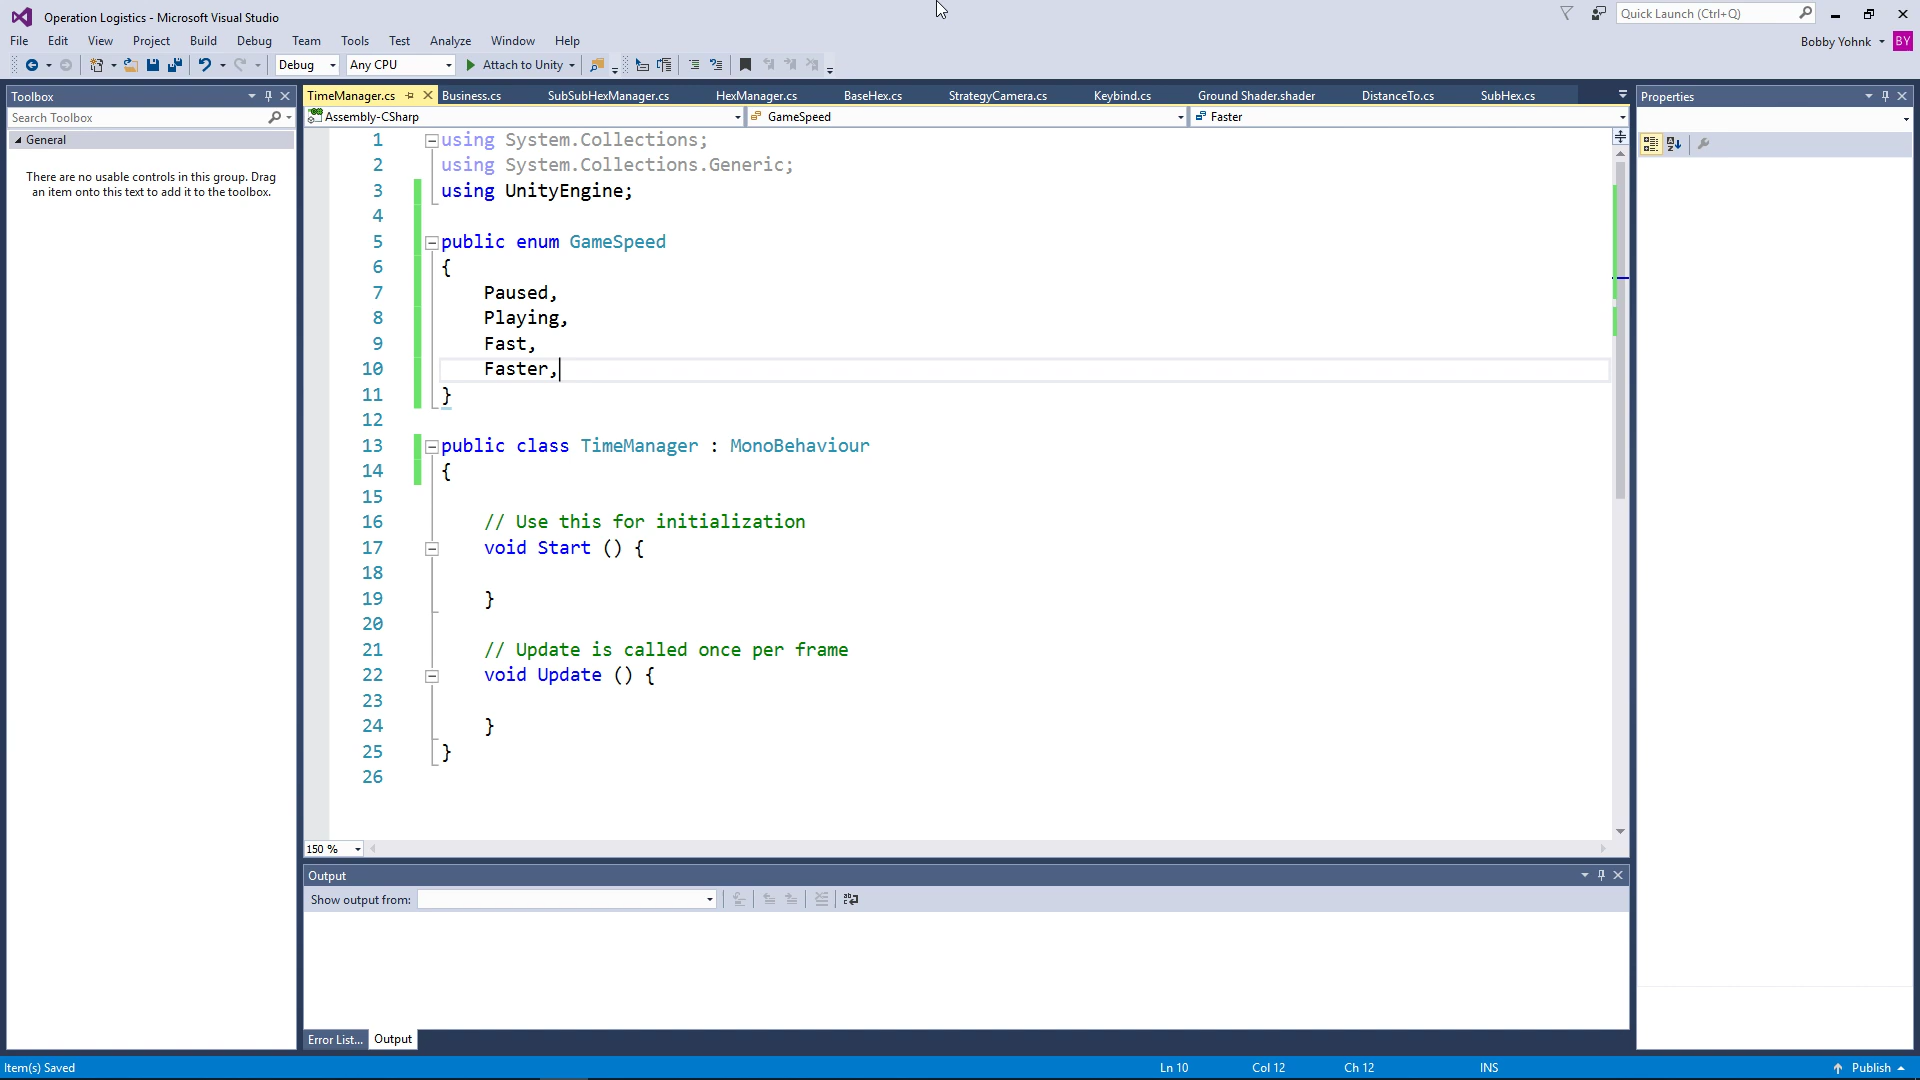 Operation Logistics - Microsoft Visual Studio
Quick Launch (Ctrl+Q)
File Edit View Project Build Debug Team Tools Test Analyze Window Help
Bobby Yohnk BY
Debug Any CPU Attach to Unity
Toolbox
Search Toolbox
General
There are no usable controls in this group. Drag
an item onto this text to add it to the toolbox.
TimeManager.cs Business.cs SubSubHexManager.cs HexManager.cs BaseHex.cs StrategyCamera.cs Keybind.cs Ground Shader.shader DistanceTo.cs SubHex.cs
Assembly-CSharp GameSpeed Faster
1 using System.Collections;
2 using System.Collections.Generic;
3 using UnityEngine;
4
5 public enum GameSpeed
6 {
7 Paused,
8 Playing,
9 Fast,
10 Faster,
11 }
12
13 public class TimeManager : MonoBehaviour
14 {
15
16 // Use this for initialization
17 void Start () {
18
19 }
20
21 // Update is called once per frame
22 void Update () {
23
24 }
25 }
26
150 %
Output
Show output from:
Error List... Output
Properties
Item(s) Saved Ln 10 Col 12 Ch 12 INS Publish